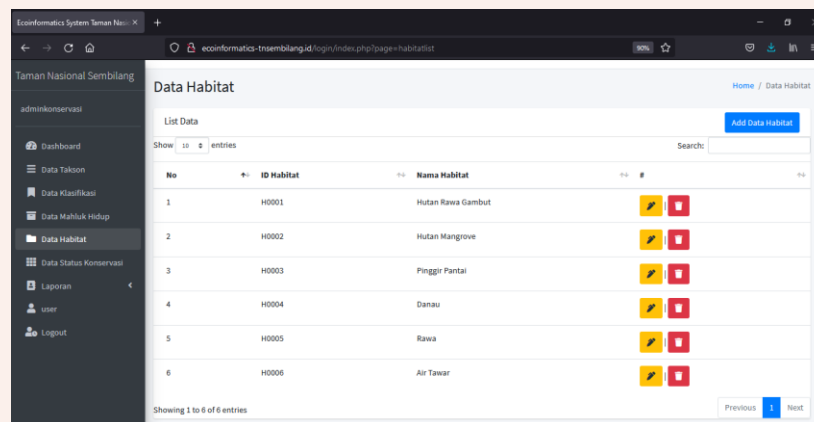 Ecoinformatics System Taman Nasi
ecoinformatics-tnsembilang.id/login/index.php?page=habitatlist
90%
Taman Nasional Sembilang
adminkonservasi
Dashboard
Data Takson
Data Klasifikasi
Data Mahluk Hidup
Data Habitat
Data Status Konservasi
Laporan
user
Logout
Data Habitat
Home / Data Habitat
List Data
Add Data Habitat
Show 10 entries
Search:
No ID Habitat Nama Habitat #
1 H0001 Hutan Rawa Gambut |
2 H0002 Hutan Mangrove |
3 H0003 Pinggir Pantai |
4 H0004 Danau |
5 H0005 Rawa |
6 H0006 Air Tawar |
Showing 1 to 6 of 6 entries
Previous 1 Next